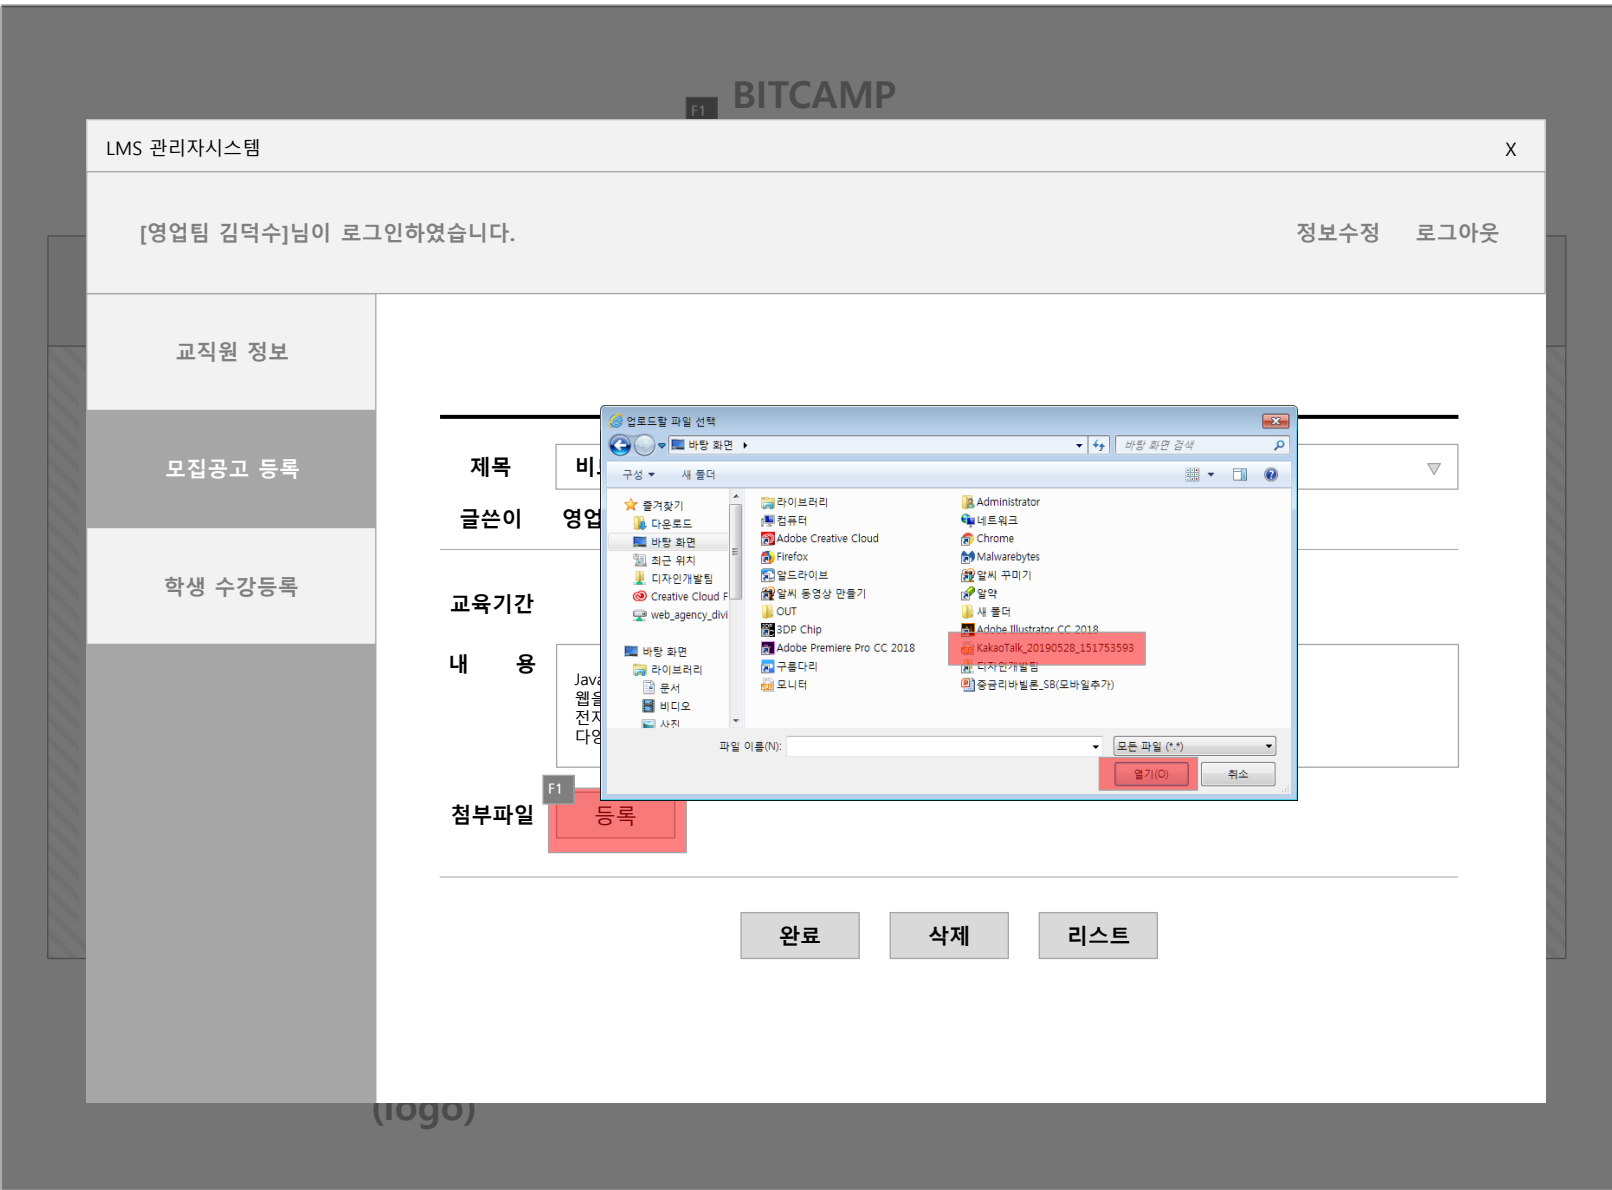 BITCAMP
F1
LMS 관리자시스템
X
[영업팀 김덕수]님이 로그인하였습니다.
정보수정 로그아웃
교직원 정보
모집공고 등록
학생 수강등록
제목
글쓴이 영업
교육기간
내 용
Java
웹을
첨부파일
F1
등록
업로드할 파일 선택
바탕 화면
바탕 화면 검색
구성 새 폴더
즐겨찾기
다운로드
바탕 화면
최근 위치
디자인개발팀
Creative Cloud F
web_agency_divi
바탕 화면
라이브러리
문서
비디오
사진
라이브러리
컴퓨터
Adobe Creative Cloud
Firefox
알드라이브
알씨 동영상 만들기
OUT
3DP Chip
Adobe Premiere Pro CC 2018
구름다리
모니터
Administrator
네트워크
Chrome
Malwarebytes
알씨 꾸미기
알약
새 폴더
Adobe Illustrator CC 2018
KakaoTalk_20190528_151753593
디자인개발팀
중금리바빌론_SB(모바일추가)
파일 이름(N):
모든 파일 (*.*)
열기(O)
취소
완료 삭제 리스트
(logo)